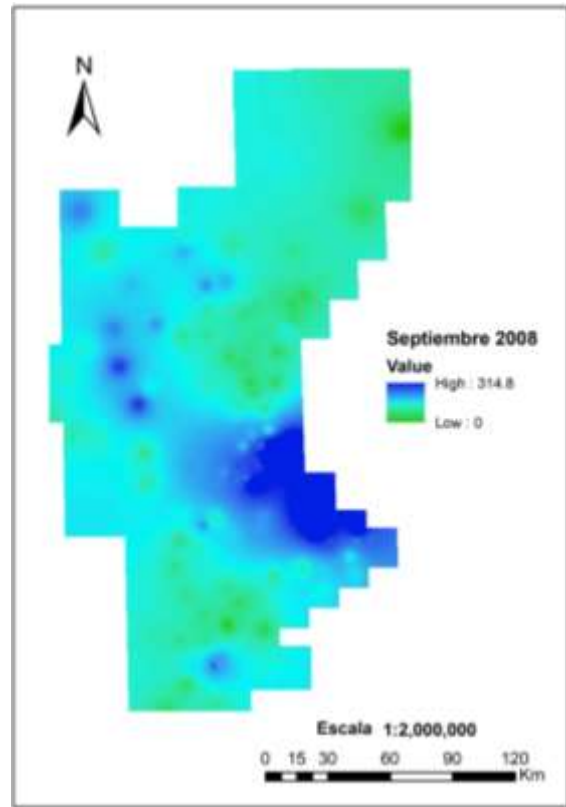 N
Septiembre 2008
Value
High : 314.8
Low : 0
Escala 1:2,000,000
0 15 30 60 90 120
Km